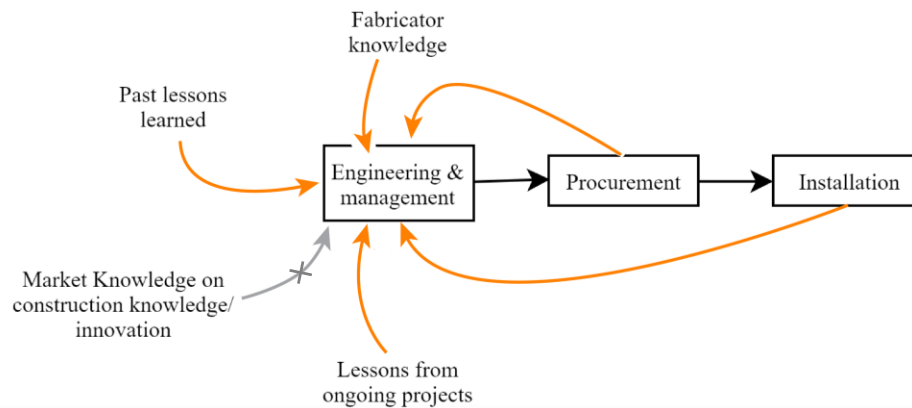 Fabricator
knowledge
Past lessons
learned
Engineering &
management
Procurement
Installation
Market Knowledge on
construction knowledge/
innovation
Lessons from
ongoing projects